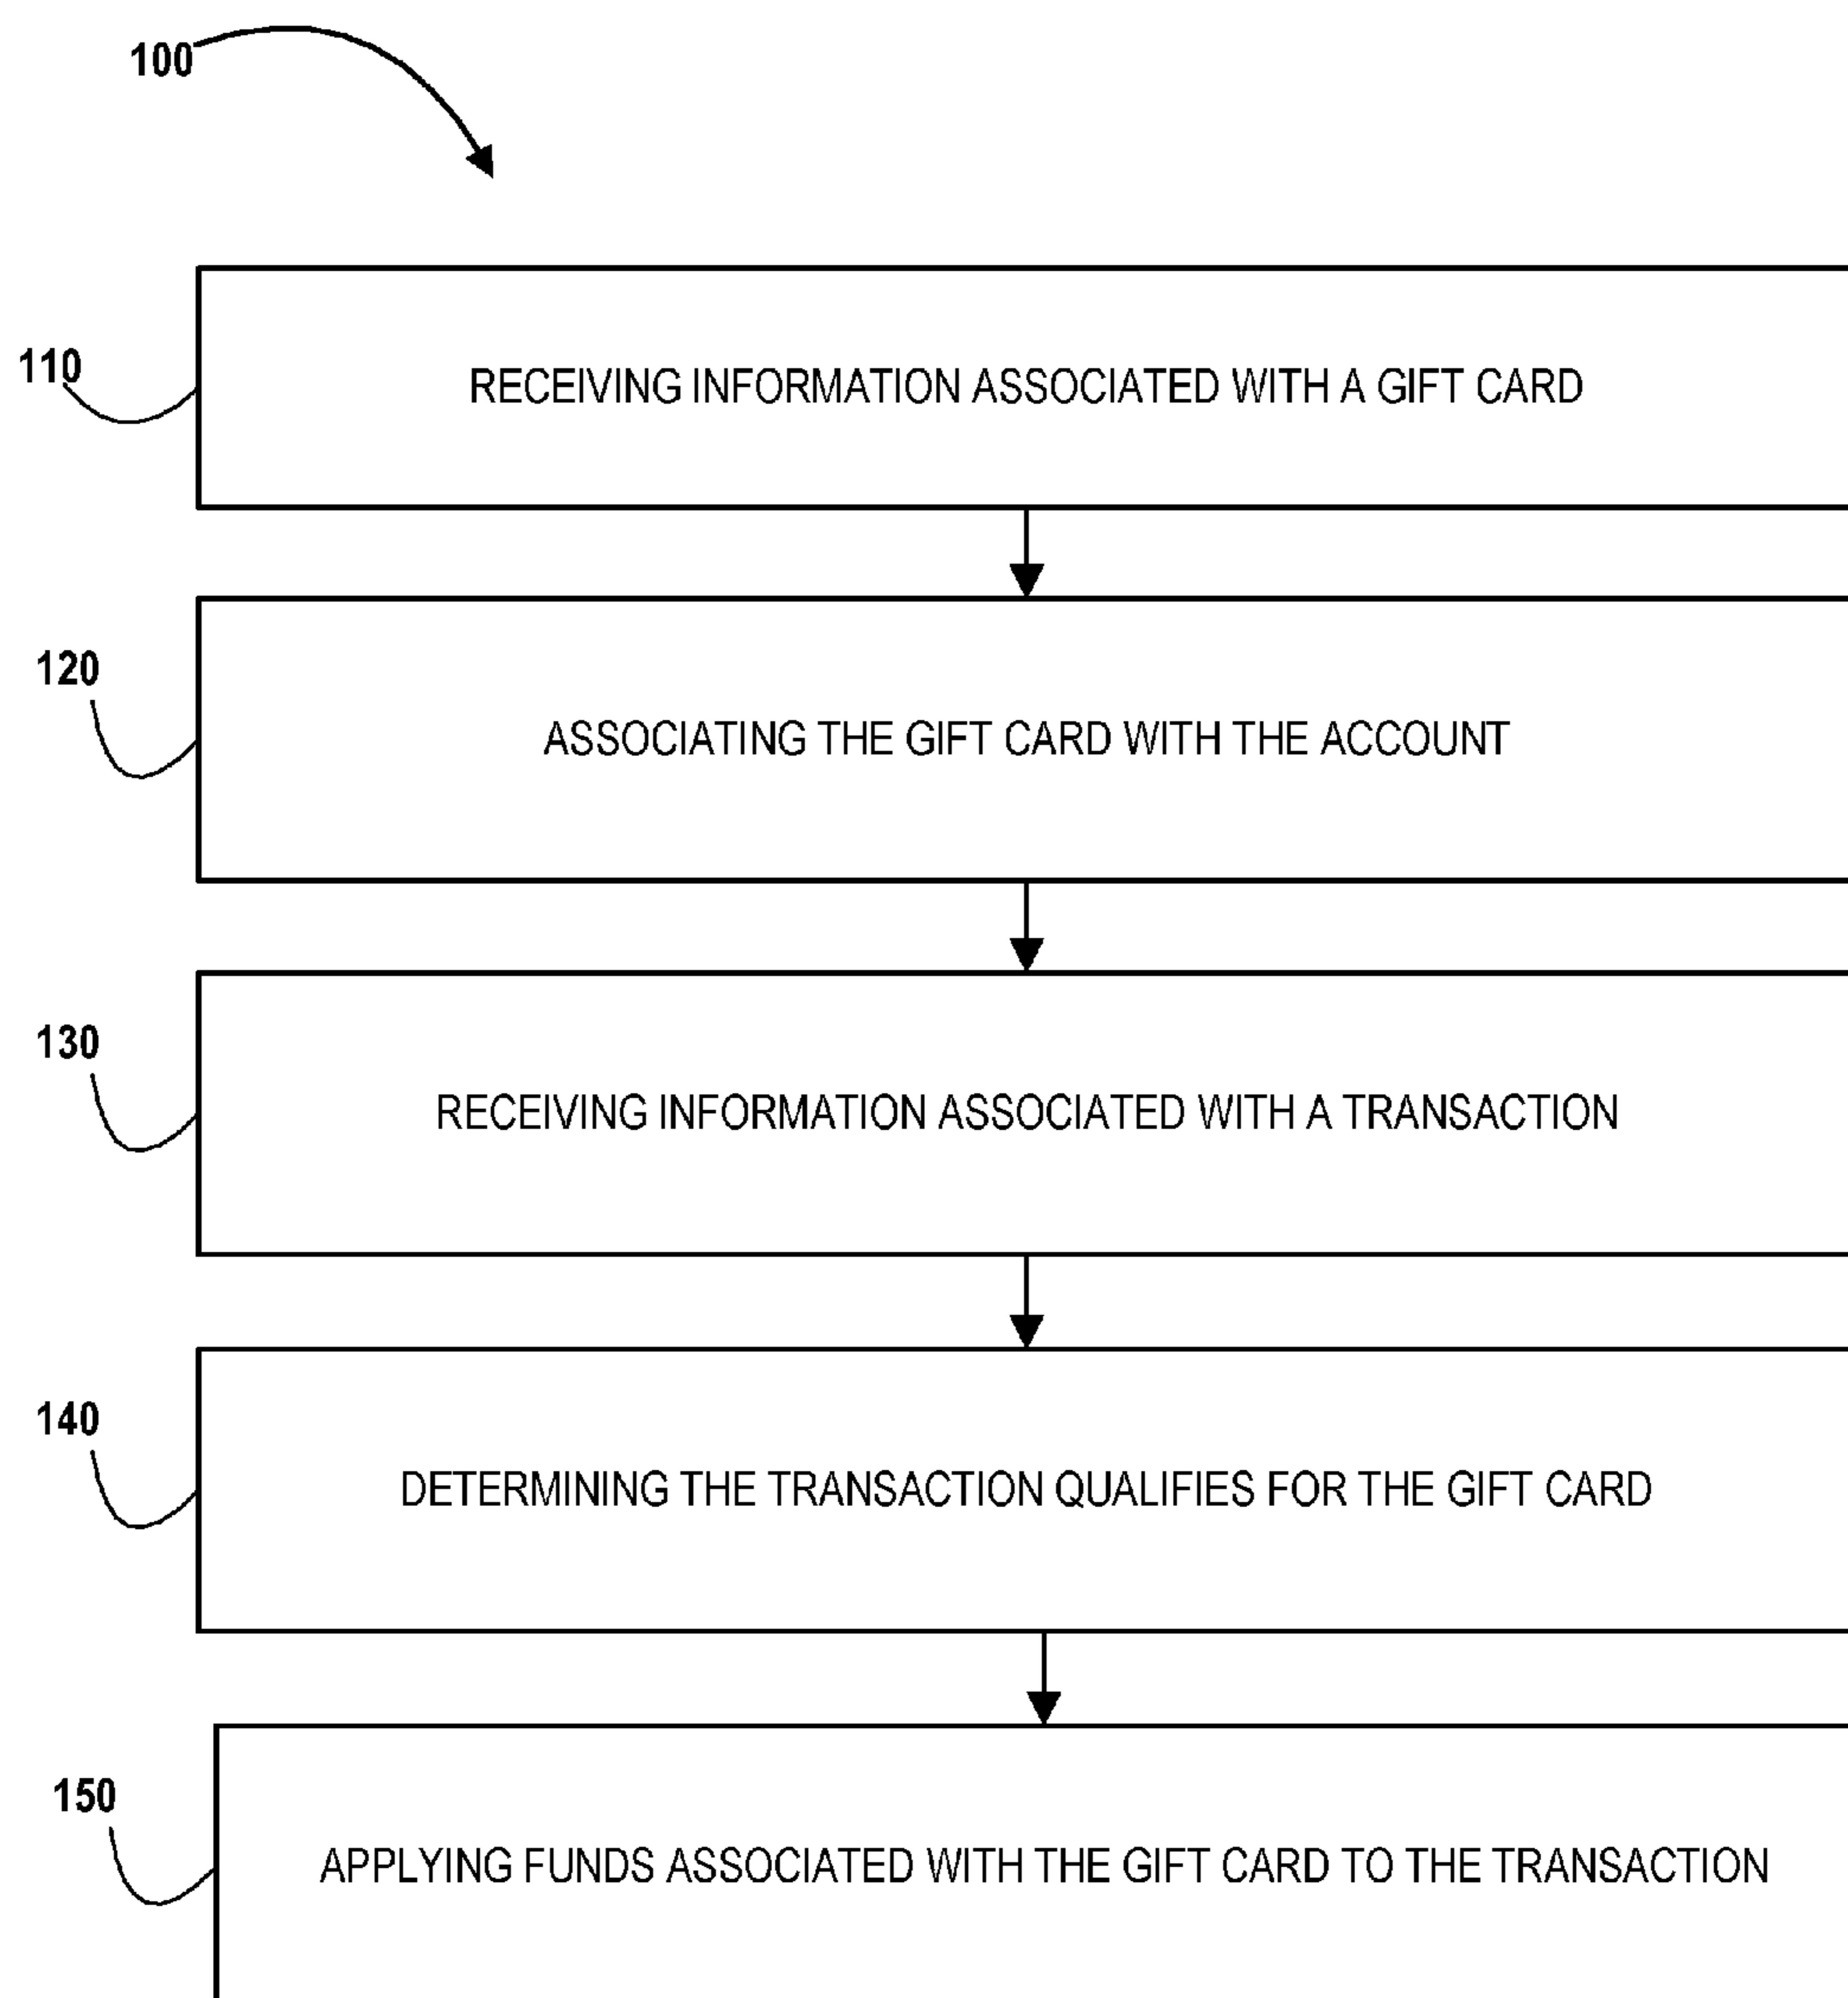 100
110
RECEIVING INFORMATION ASSOCIATED WITH A GIFT CARD
120
ASSOCIATING THE GIFT CARD WITH THE ACCOUNT
130
RECEIVING INFORMATION ASSOCIATED WITH A TRANSACTION
140
DETERMINING THE TRANSACTION QUALIFIES FOR THE GIFT CARD
150
APPLYING FUNDS ASSOCIATED WITH THE GIFT CARD TO THE TRANSACTION